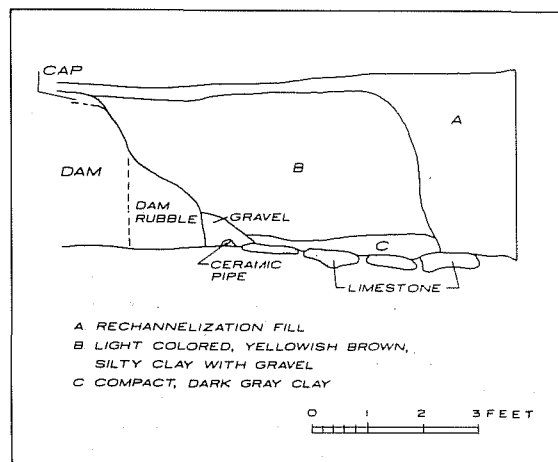 CAP
A
DAM
B
DAM
RUBBLE
GRAVEL
C
CERAMIC
PIPE
LIMESTONE
A. RECHANNELIZATION FILL
B. LIGHT COLORED, YELLOWISH BROWN,
SILTY CLAY WITH GRAVEL
C COMPACT, DARK GRAY CLAY
0 1 2 3 FEET